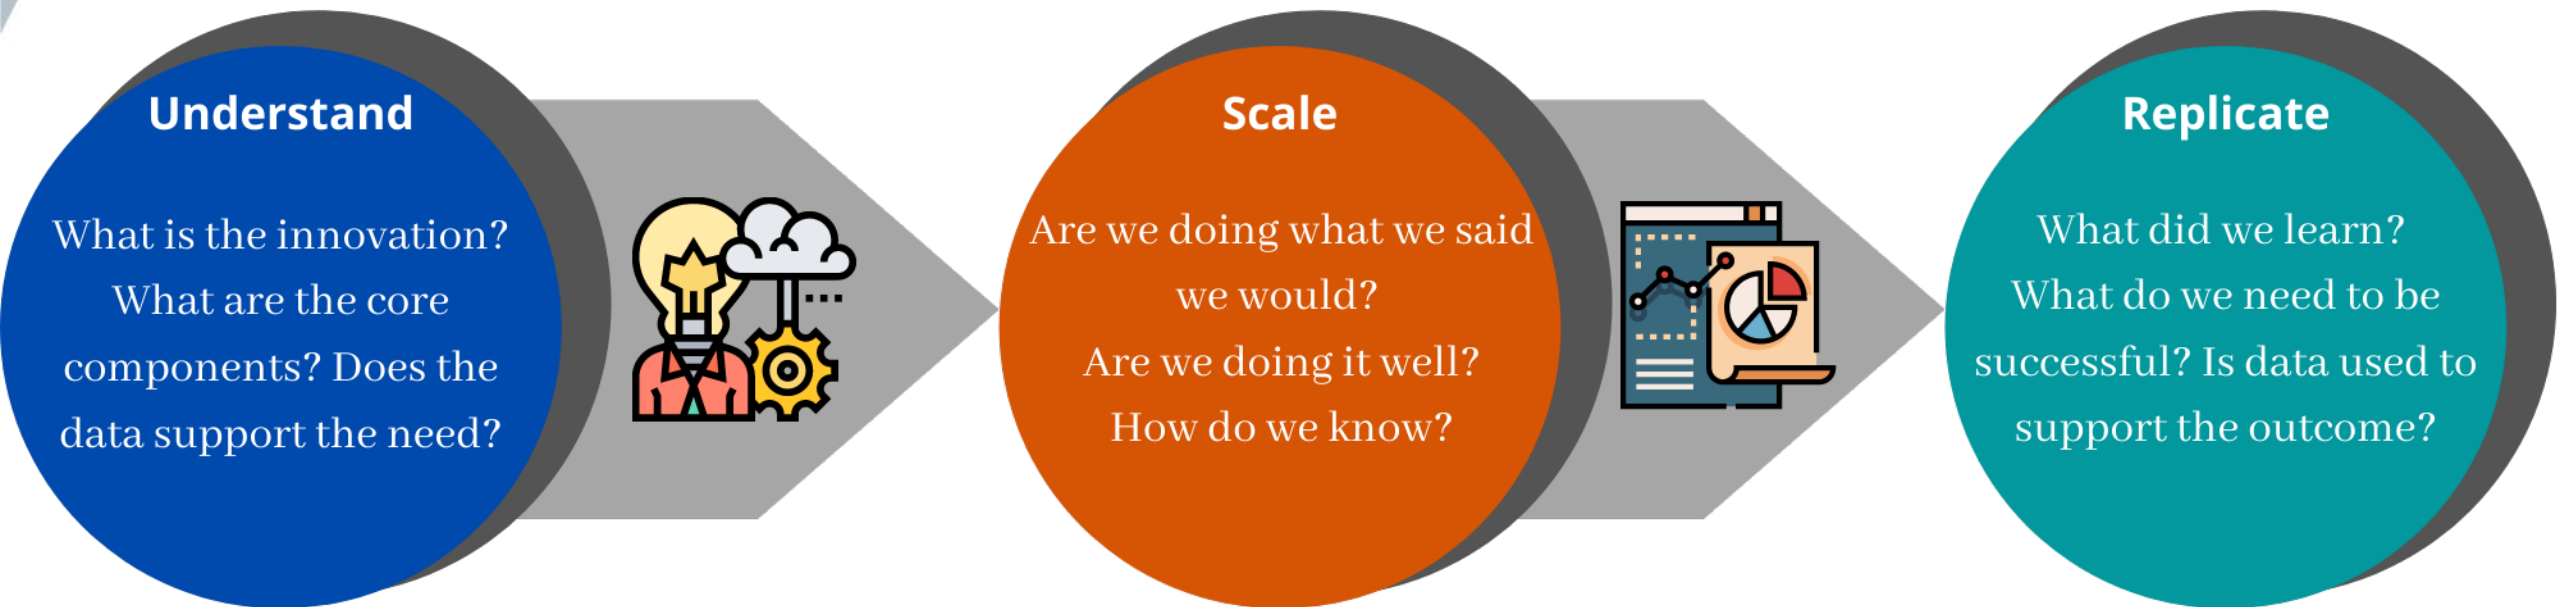 Understand
What is the innovation?
What are the core
components? Does the
data support the need?
Scale
Are we doing what we said
we would?
Are we doing it well?
How do we know?
Replicate
What did we learn?
What do we need to be
successful? Is data used to
support the outcome?